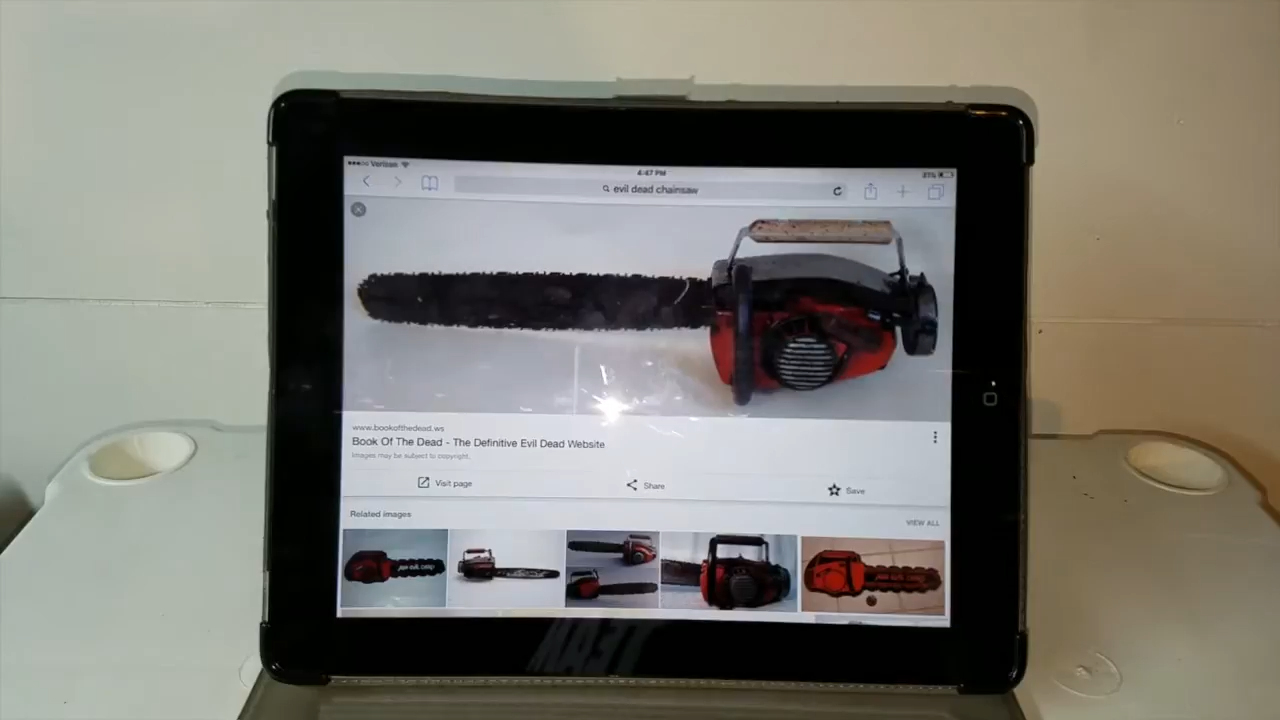 Verizon
4:47 PM
31%
evil dead chainsaw
www.bookofthedead.ws
Book Of The Dead - The Definitive Evil Dead Website
Images may be subject to copyright.
Visit page
Share
Save
Related images
VIEW ALL